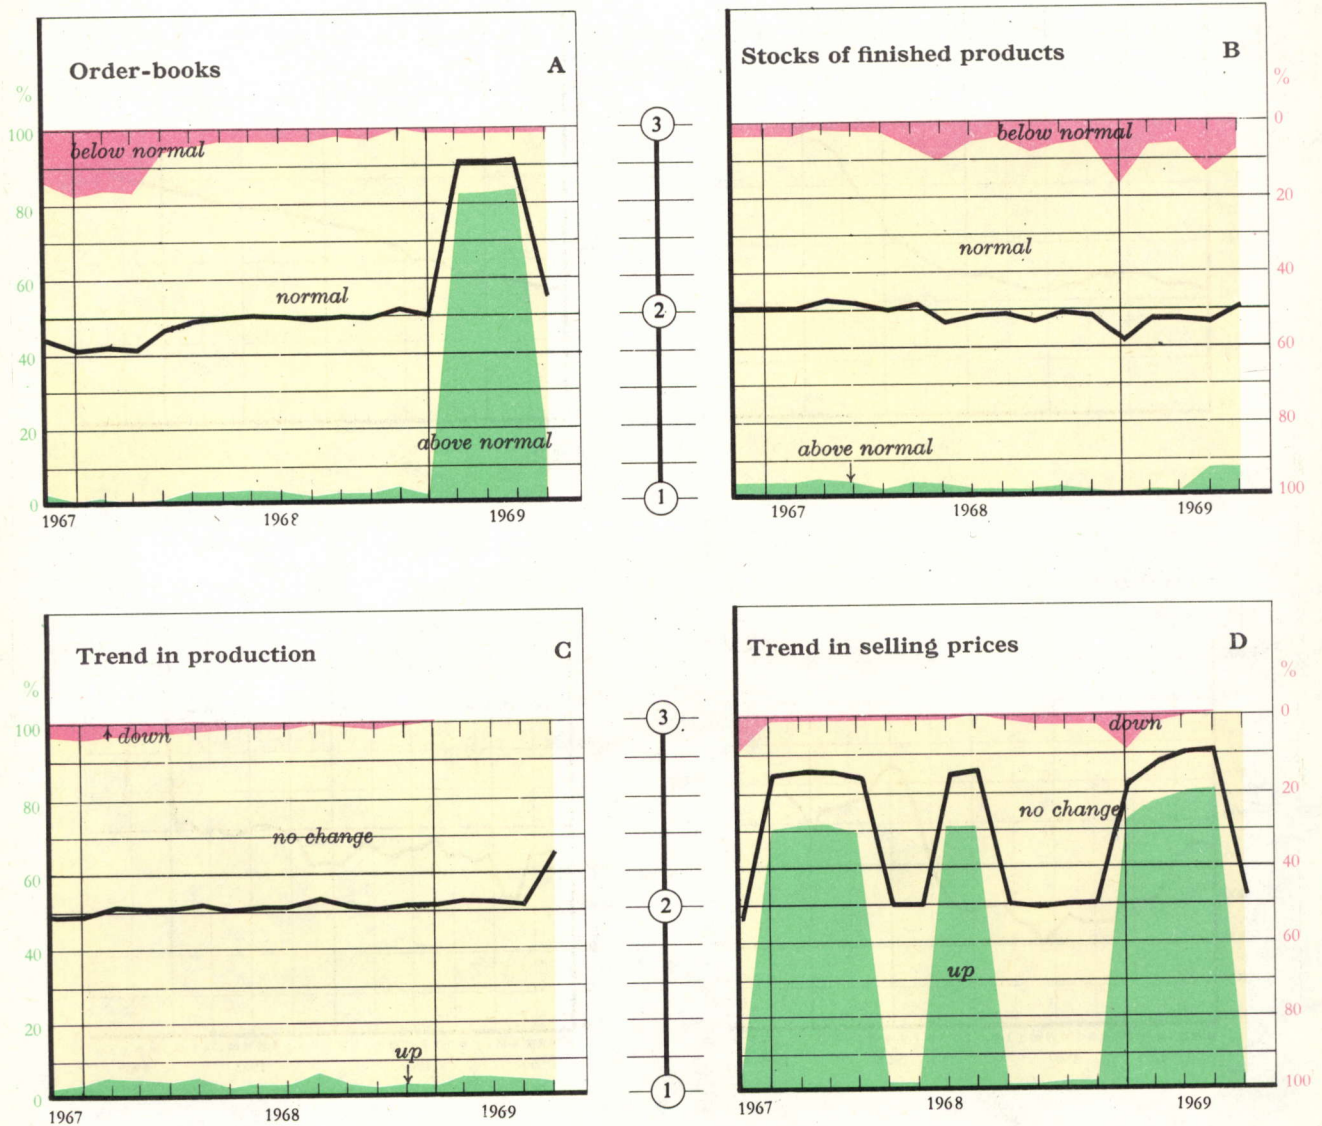 Order-books A
%
100
80
60
40
20
0
below normal
normal
above normal
1967 1968 1969
3
2
1
Stocks of finished products B
%
0
20
40
60
80
100
below normal
normal
above normal
1967 1968 1969
Trend in production C
%
100
80
60
40
20
0
down
no change
up
1967 1968 1969
3
2
1
Trend in selling prices D
%
0
20
40
60
80
100
down
no change
up
1967 1968 1969